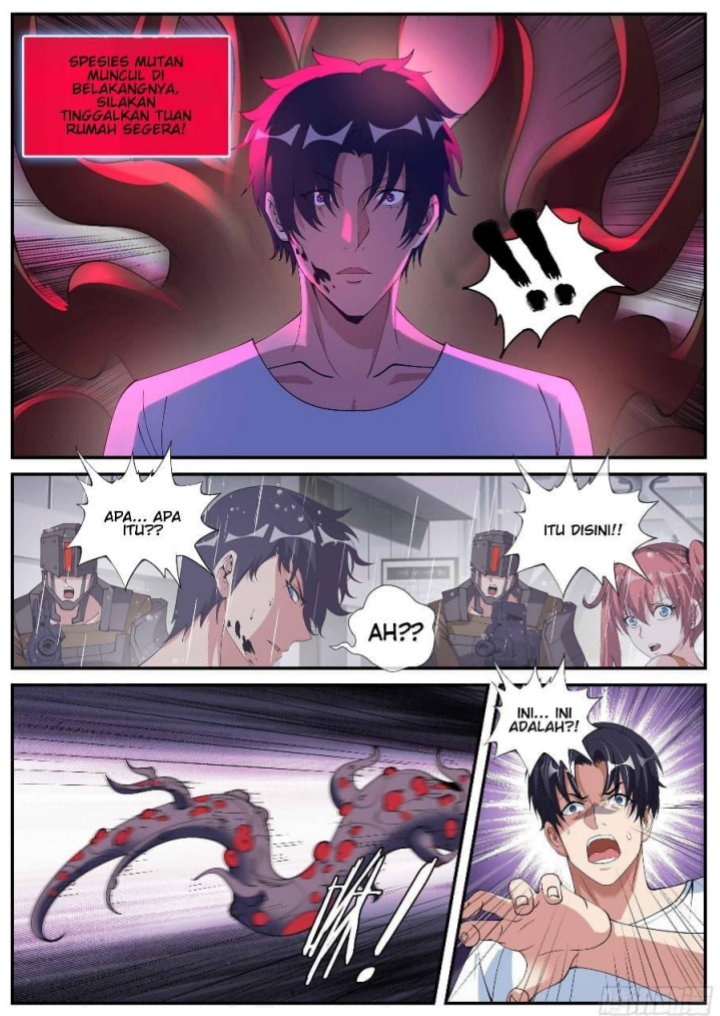 SPESIES MUTAN
MUNCUL DI
BELAKANGNYA.
SILAKAN
TINGGALKAN TUAN
RUMAH SEGERA!
!!
APA... APA
ITU??
ITU DISINI!!
AH??
INI... INI
ADALAH?!